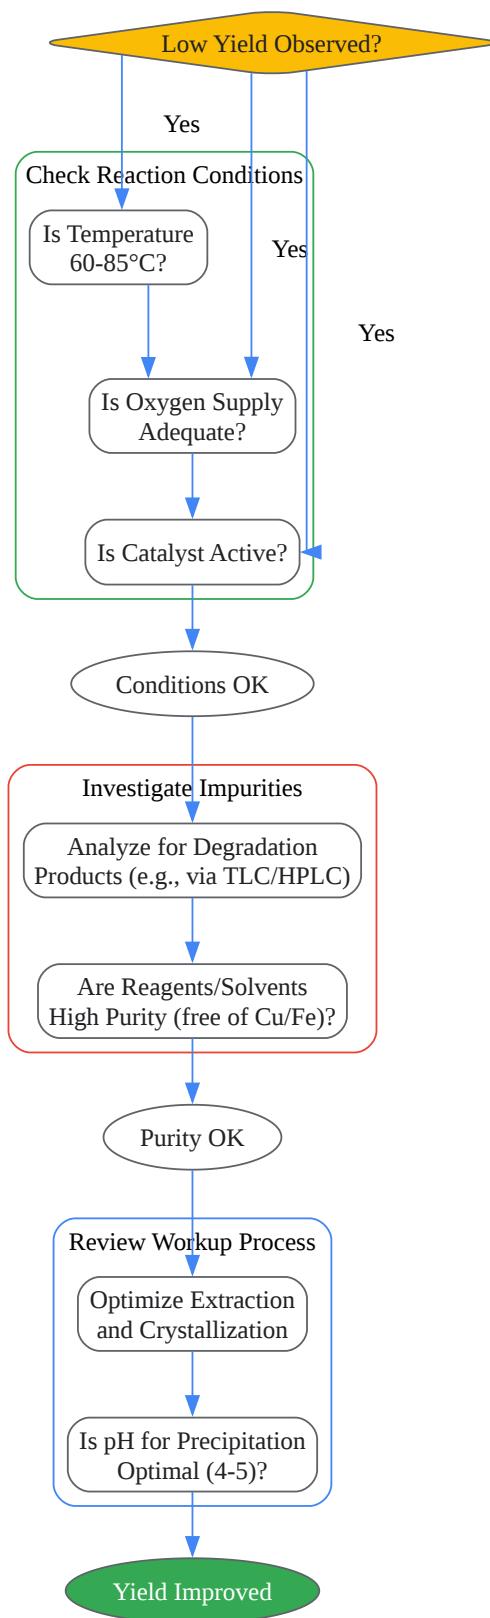 Low Yield Observed?
Yes
Check Reaction Conditions
Is Temperature
60-85°C?
Yes
Yes
Is Oxygen Supply
Adequate?
Is Catalyst Active?
Conditions OK
Investigate Impurities
Analyze for Degradation
Products (e.g., via TLC/HPLC)
Are Reagents/Solvents
High Purity (free of Cu/Fe)?
Purity OK
Review Workup Process
Optimize Extraction
and Crystallization
Is pH for Precipitation
Optimal (4-5)?
Yield Improved